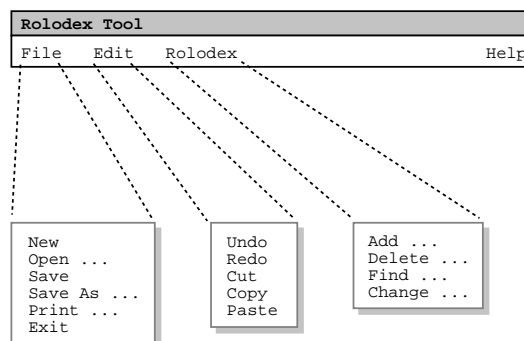 Rolodex Tool
File Edit Rolodex Help
New
Open ...
Save
Save As ...
Print ...
Exit
Undo
Redo
Cut
Copy
Paste
Add ...
Delete ...
Find ...
Change ...